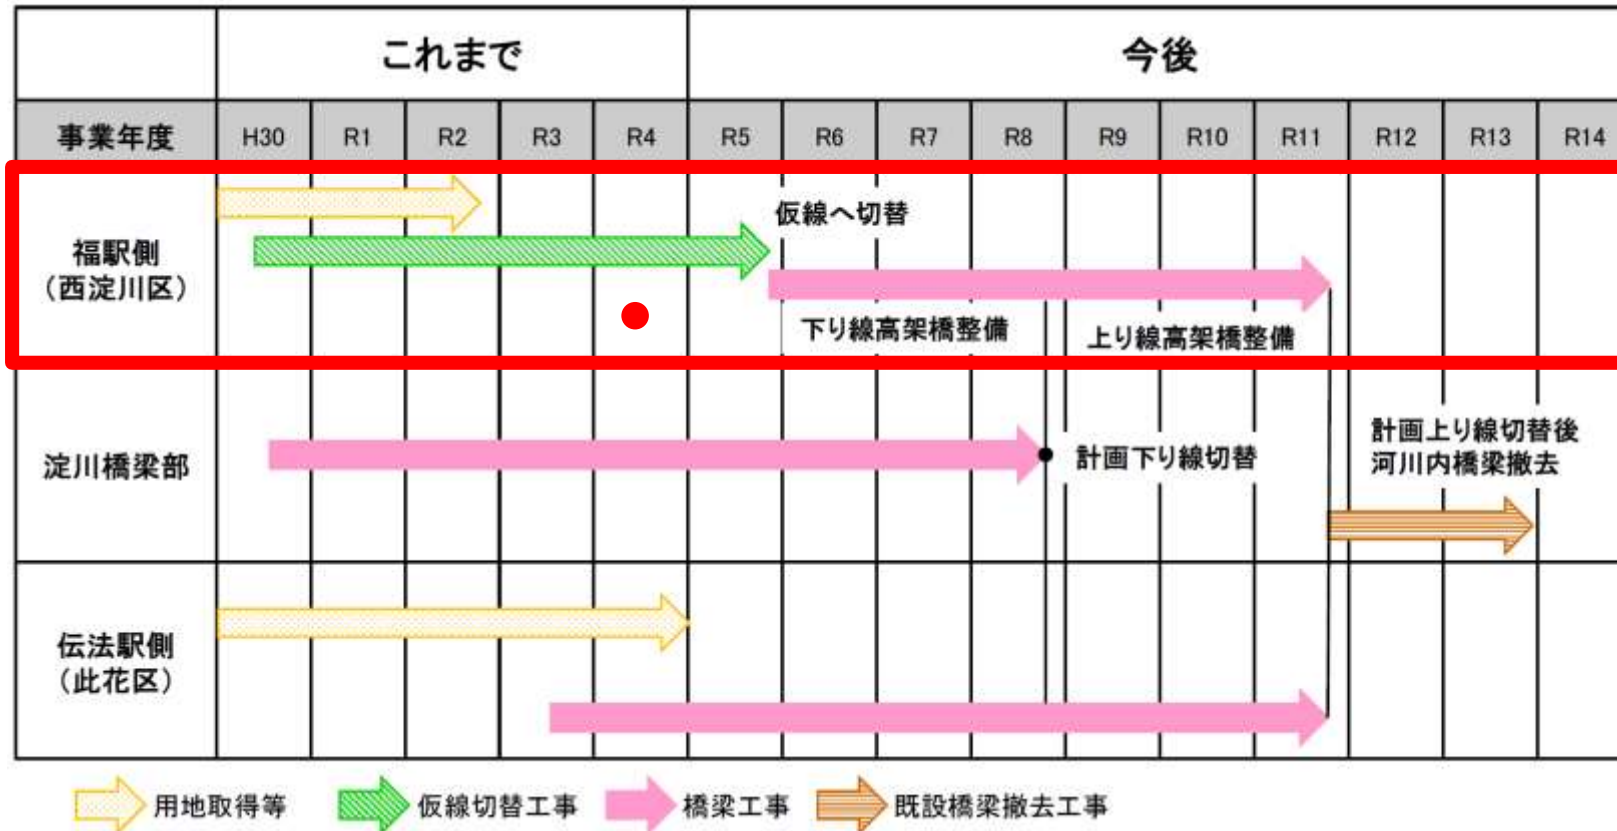 これまで
今後
事業年度 H30 R1 R2 R3 R4 R5 R6 R7 R8 R9 R10 R11 R12 R13 R14
福駅側
（西淀川区）
仮線へ切替
下り線高架橋整備
上り線高架橋整備
淀川橋梁部
計画下り線切替
計画上り線切替後
河川内橋梁撤去
伝法駅側
（此花区）
用地取得等 仮線切替工事 橋梁工事 既設橋梁撤去工事